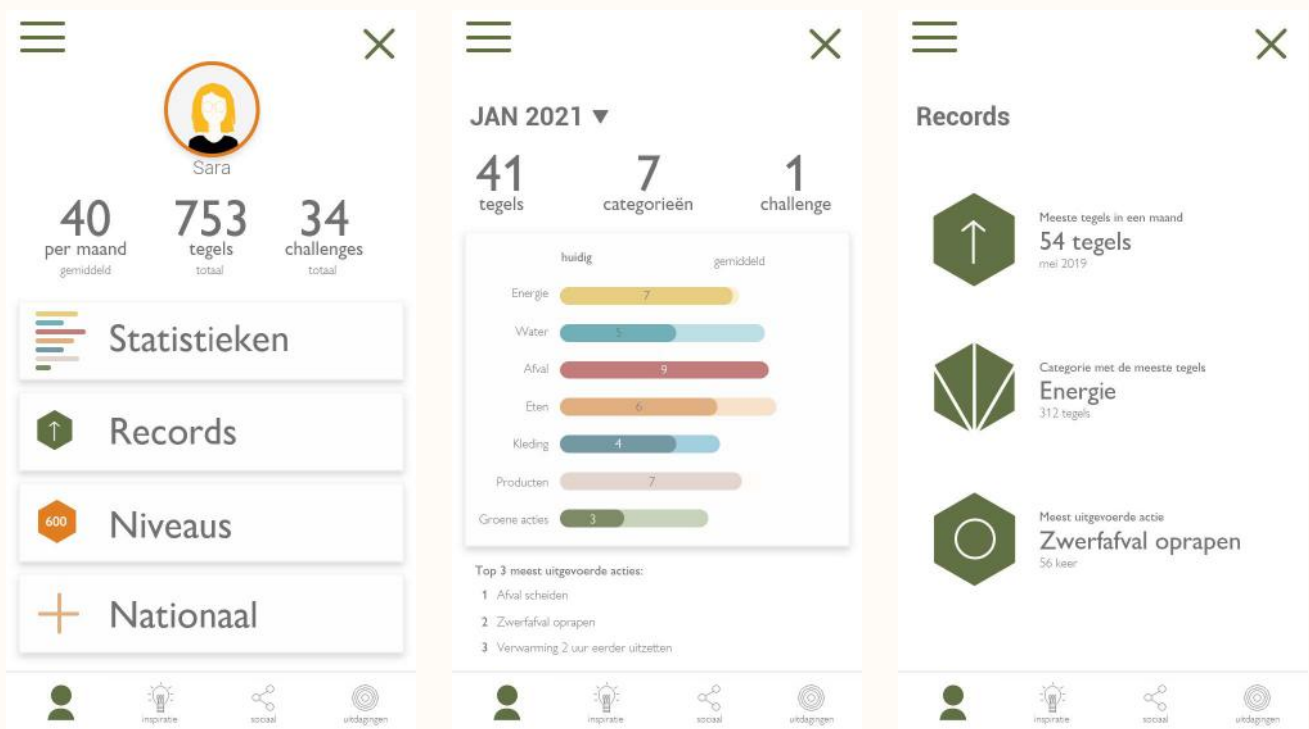 Sara
40 753 34
per maand tegels challenges
gemiddeld totaal totaal
Statistieken
Records
600 Niveaus
Nationaal
inspiratie sociaal uitdagingen
JAN 2021 ▼
41 7 1
tegels categorieën challenge
huidig gemiddeld
Energie 7
Water 5
Afval 9
Eten 6
Kleding 4
Producten 7
Groene acties 3
Top 3 meest uitgevoerde acties:
1 Afval scheiden
2 Zwerfafval oprapen
3 Verwarming 2 uur eerder uitzetten
inspiratie sociaal uitdagingen
Records
Meeste tegels in een maand
54 tegels
mei 2019
Categorie met de meeste tegels
Energie
312 tegels
Meest uitgevoerde actie
Zwerfafval oprapen
56 keer
inspiratie sociaal uitdagingen